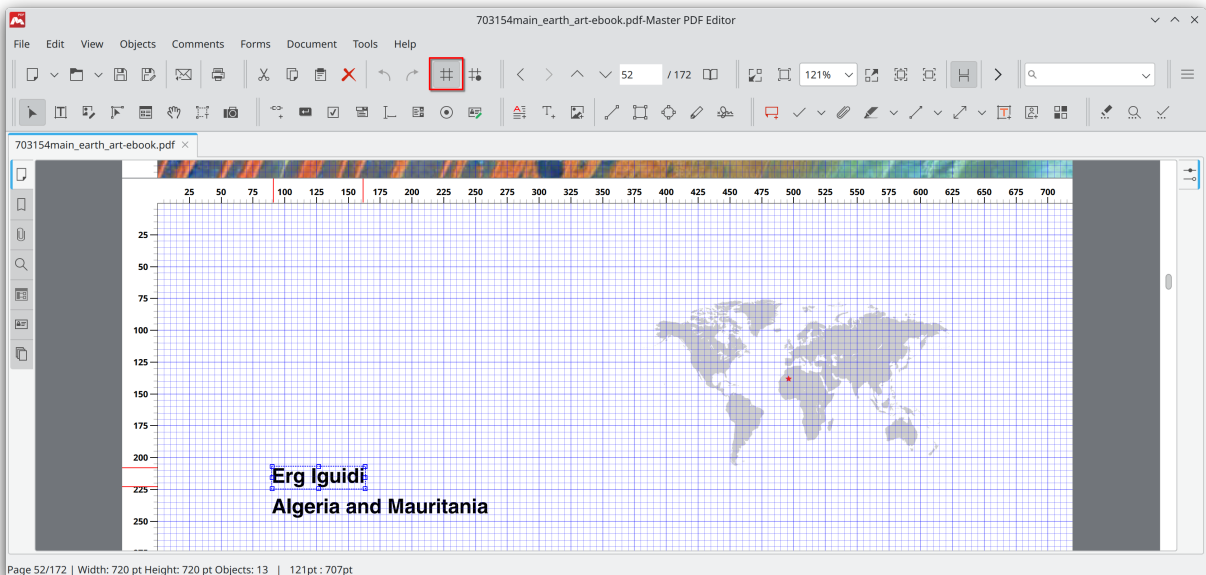 703154main_earth_art-ebook.pdf-Master PDF Editor
File Edit View Objects Comments Forms Document Tools Help
52 / 172 121%
703154main_earth_art-ebook.pdf
25 50 75 100 125 150 175 200 225 250 275 300 325 350 375 400 425 450 475 500 525 550 575 600 625 650 675 700
25
50
75
100
125
150
175
200
Erg Iguidi
225
Algeria and Mauritania
250
Page 52/172 | Width: 720 pt Height: 720 pt Objects: 13 | 121pt : 707pt